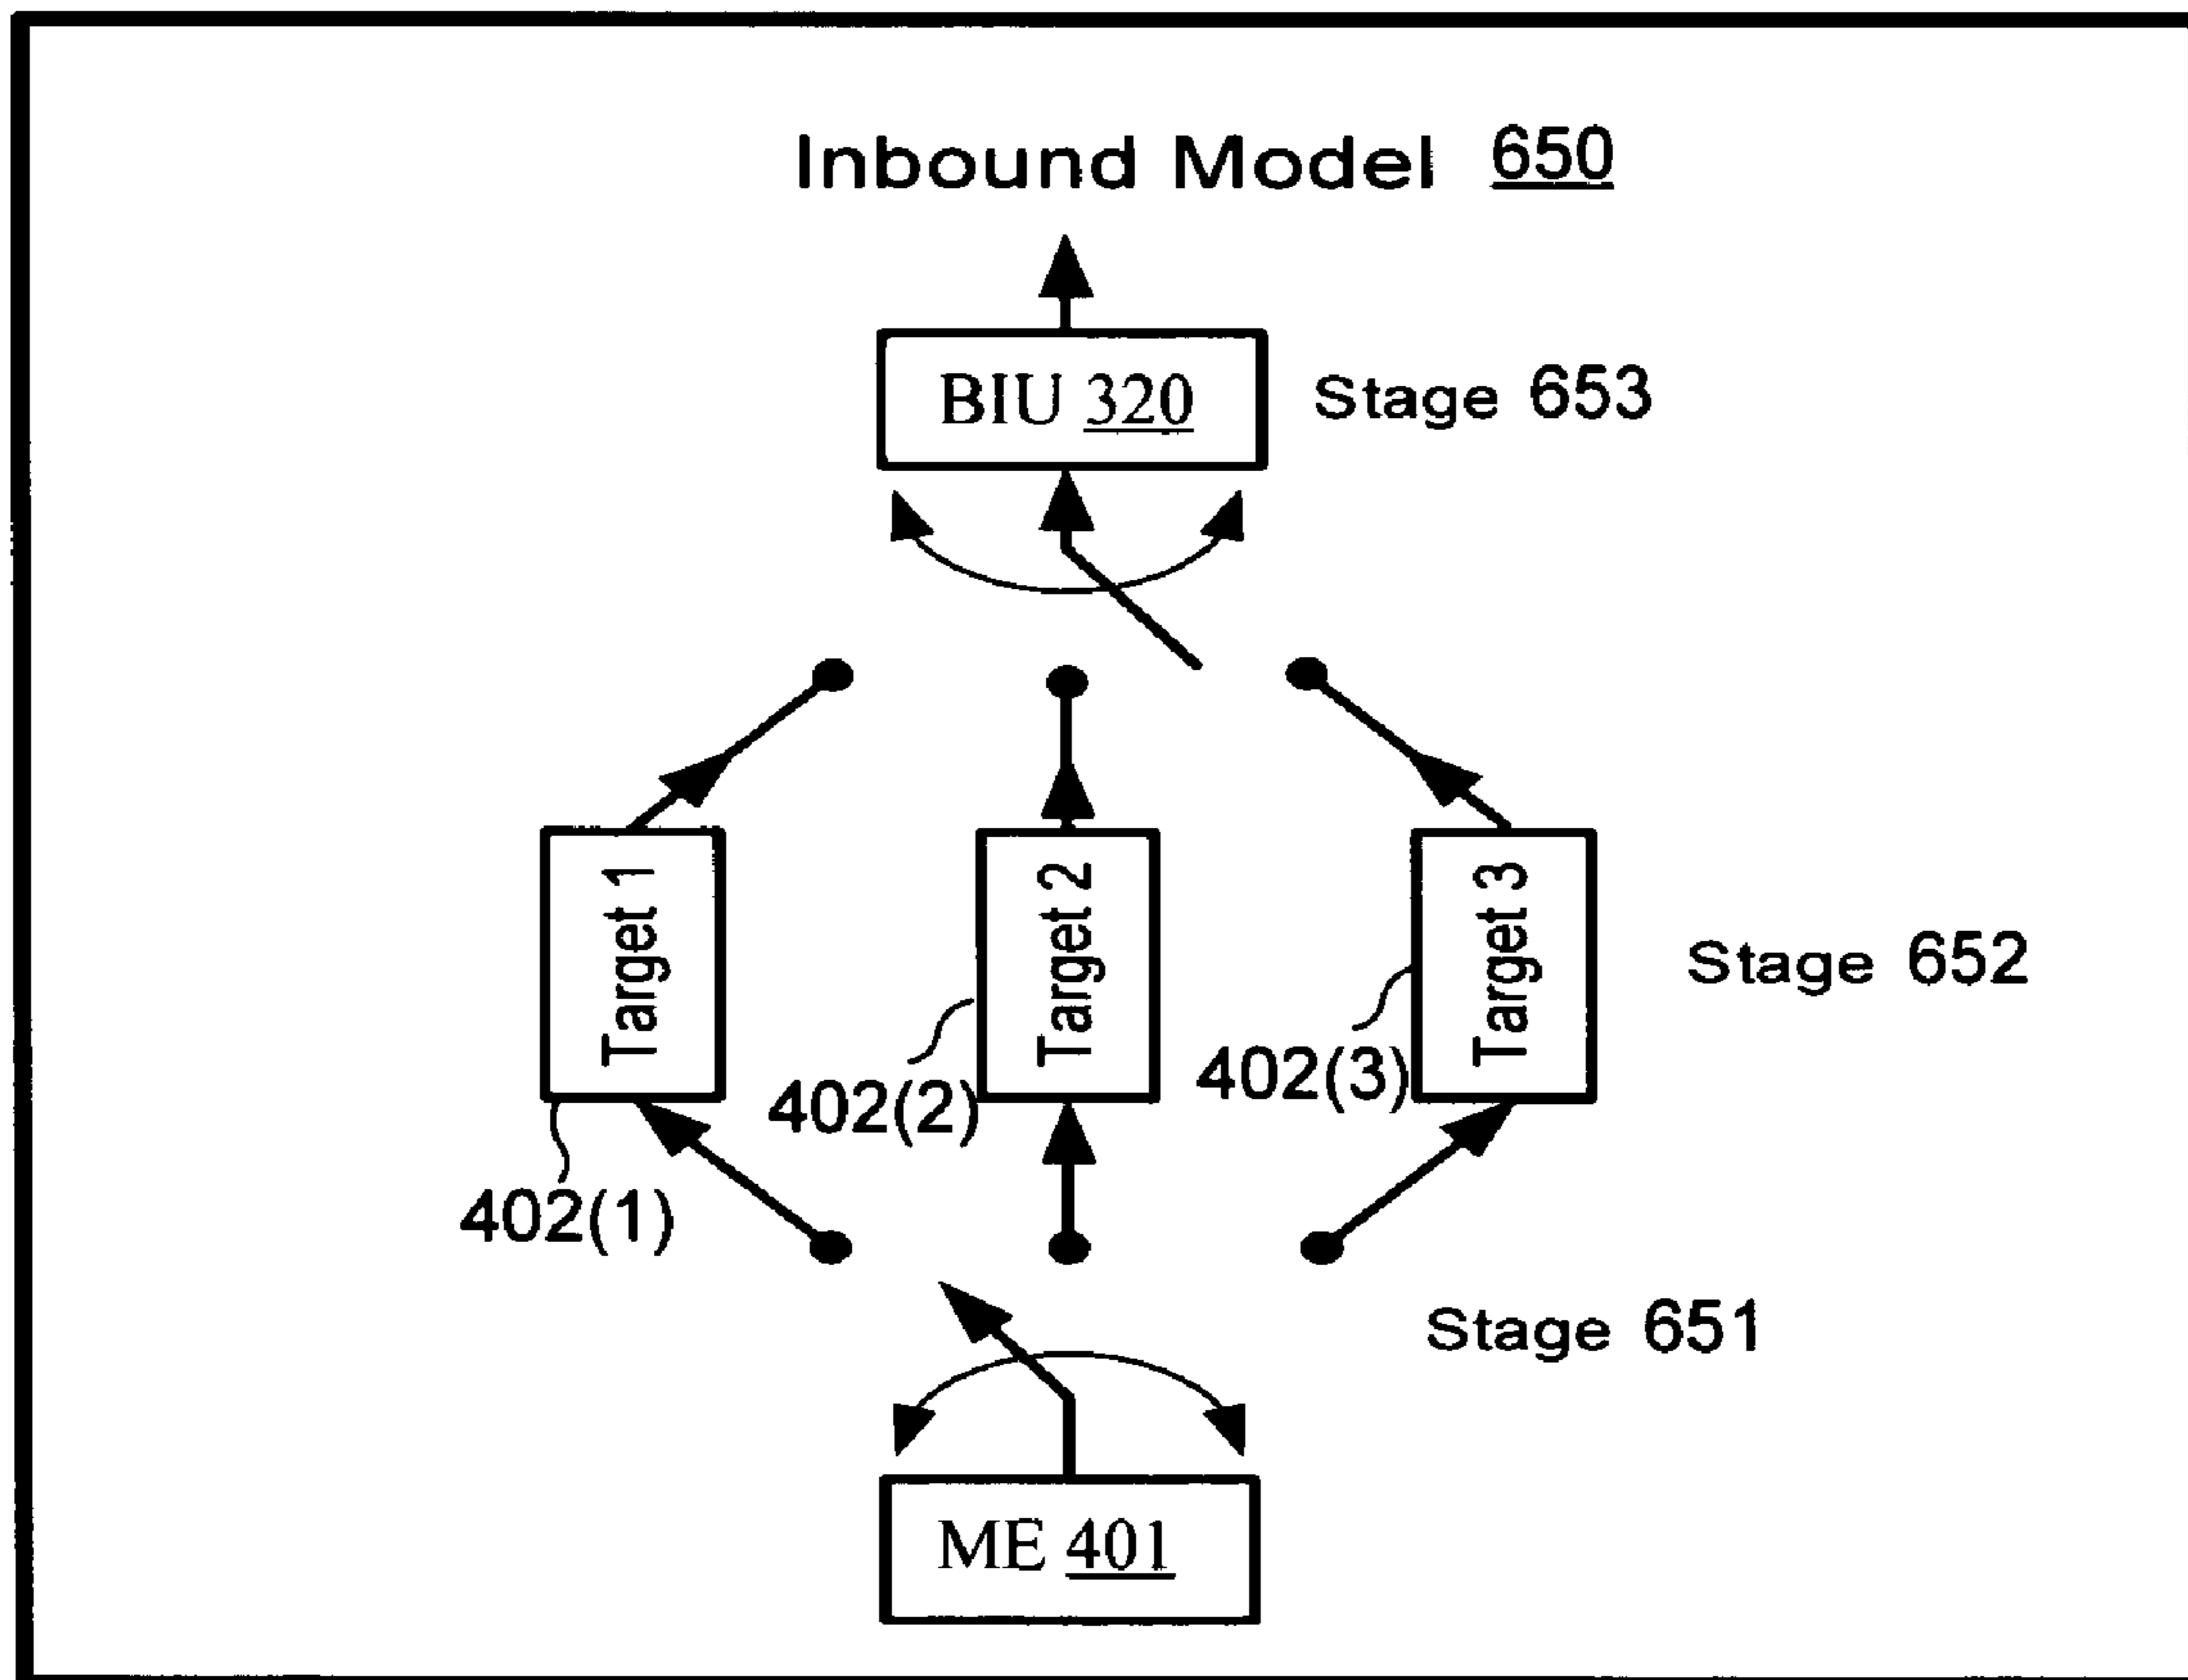 Inbound Model 650
BIU 320
Stage 653
Target 1
Target 2
Target 3
Stage 652
402(3)
402(2)
402(1)
Stage 651
ME 401